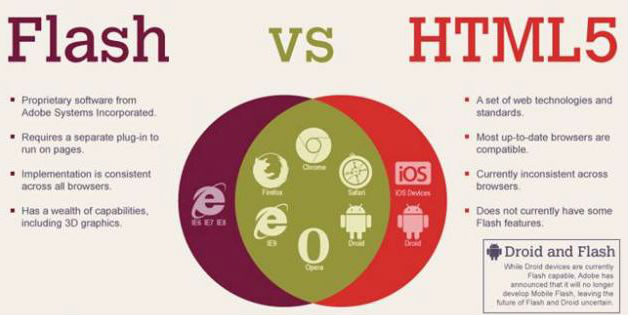 Flash vs HTML5
Proprietary software from
Adobe Systems Incorporated.
Requires a separate plug-in to
run on pages.
Implementation is consistent
across all browsers.
Has a wealth of capabilities,
including 3D graphics.
Chrome
Firefox
Safari
IE6 IE7 IE8
IE9
Droid
Opera
iOS
iOS Devices
Droid
A set of web technologies and
standards.
Most up-to-date browsers are
compatible.
Currently inconsistent across
browsers.
Does not currently have some
Flash features.
Droid and Flash
While Droid devices are currently
Flash capable, Adobe has
announced that it will no longer
develop Mobile Flash, leaving the
future of Flash and Droid uncertain.